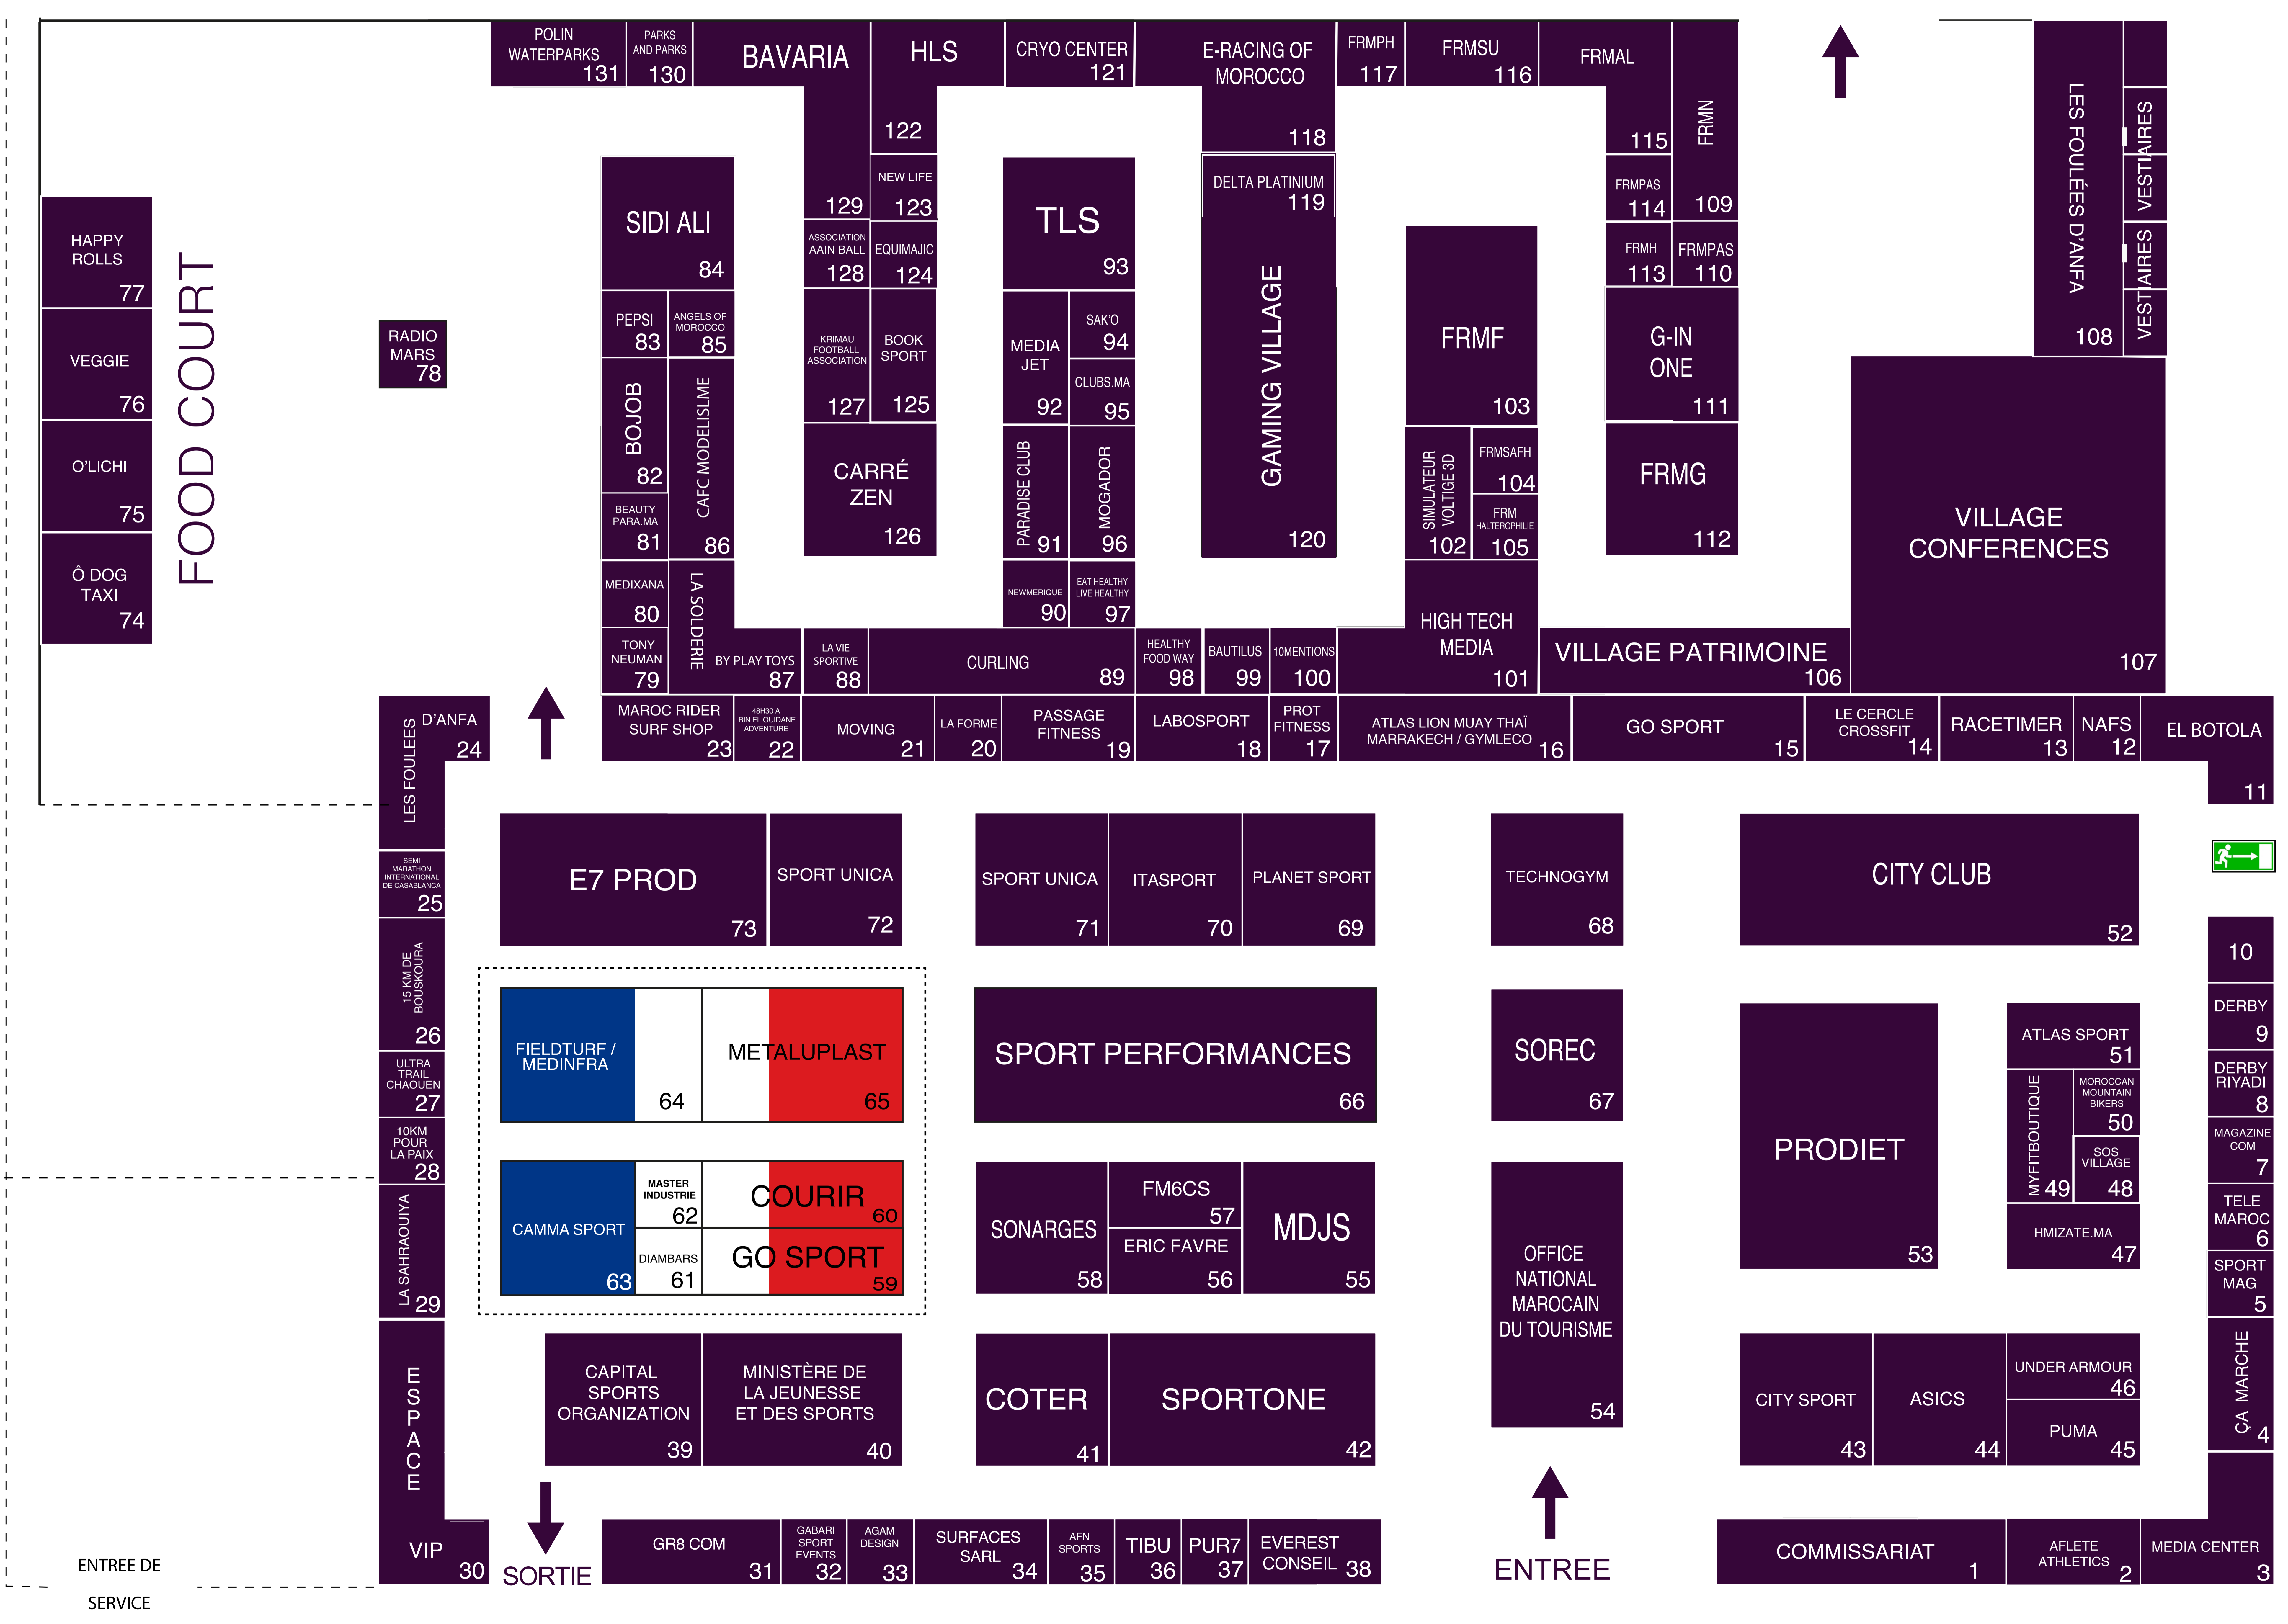 POLIN
WATERPARKS
131
PARKS
AND PARKS
130
BAVARIA
129
HLS
122
CRYO CENTER
121
E-RACING OF
MOROCCO
118
FRMPH
117
FRMSU
116
FRMAL
115
FRMN
109
LES FOULÉES D'ANFA
108
VESTIAIRES
VESTIAIRES
HAPPY
ROLLS
77
VEGGIE
76
O'LICHI
75
Ô DOG
TAXI
74
FOOD COURT
RADIO
MARS
78
SIDI ALI
84
PEPSI
83
ANGELS OF
MOROCCO
85
BOJOB
82
CAFC MODELISLME
86
BEAUTY
PARA.MA
81
MEDIXANA
80
TONY
NEUMAN
79
LA SOLDERIE
BY PLAY TOYS
87
NEW LIFE
123
ASSOCIATION
AAIN BALL
128
EQUIMAJIC
124
KRIMAU
FOOTBALL
ASSOCIATION
127
BOOK
SPORT
125
CARRÉ
ZEN
126
LA VIE
SPORTIVE
88
CURLING
89
TLS
93
MEDIA
JET
92
SAK'O
94
CLUBS.MA
95
PARADISE CLUB
91
MOGADOR
96
NEWMERIQUE
90
EAT HEALTHY
LIVE HEALTHY
97
DELTA PLATINIUM
119
GAMING VILLAGE
120
HEALTHY
FOOD WAY
98
BAUTILUS
99
10MENTIONS
100
FRMF
103
SIMULATEUR
VOLTIGE 3D
102
FRMSAFH
104
FRM
HALTEROPHILIE
105
HIGH TECH
MEDIA
101
FRMPAS
114
FRMH
113
FRMPAS
110
G-IN
ONE
111
FRMG
112
VILLAGE PATRIMOINE
106
VILLAGE
CONFERENCES
107
LES FOULEES
D'ANFA
24
MAROC RIDER
SURF SHOP
23
48H30 A
BIN EL OUIDANE
ADVENTURE
22
MOVING
21
LA FORME
20
PASSAGE
FITNESS
19
LABOSPORT
18
PROT
FITNESS
17
ATLAS LION MUAY THAÏ
MARRAKECH / GYMLECO
16
GO SPORT
15
LE CERCLE
CROSSFIT
14
RACETIMER
13
NAFS
12
EL BOTOLA
11
SEMI
MARATHON
INTERNATIONAL
DE CASABLANCA
25
15 KM DE
BOUSKOURA
26
ULTRA
TRAIL
CHAOUEN
27
10KM
POUR
LA PAIX
28
LA SAHRAOUIYA
29
ESPACE
VIP
30
E7 PROD
73
SPORT UNICA
72
SPORT UNICA
71
ITASPORT
70
PLANET SPORT
69
TECHNOGYM
68
CITY CLUB
52
10
DERBY
9
DERBY
RIYADI
8
MAGAZINE
COM
7
TELE
MAROC
6
SPORT
MAG
5
ÇA MARCHE
4
FIELDTURF /
MEDINFRA
64
METALUPLAST
65
SPORT PERFORMANCES
66
SOREC
67
PRODIET
53
ATLAS SPORT
51
MYFITBOUTIQUE
49
MOROCCAN
MOUNTAIN
BIKERS
50
SOS
VILLAGE
48
HMIZATE.MA
47
CAMMA SPORT
63
MASTER
INDUSTRIE
62
DIAMBARS
61
COURIR
60
GO SPORT
59
SONARGES
58
FM6CS
57
ERIC FAVRE
56
MDJS
55
OFFICE
NATIONAL
MAROCAIN
DU TOURISME
54
CAPITAL
SPORTS
ORGANIZATION
39
MINISTÈRE DE
LA JEUNESSE
ET DES SPORTS
40
COTER
41
SPORTONE
42
CITY SPORT
43
ASICS
44
UNDER ARMOUR
46
PUMA
45
SORTIE
GR8 COM
31
GABARI
SPORT
EVENTS
32
AGAM
DESIGN
33
SURFACES
SARL
34
AFN
SPORTS
35
TIBU
36
PUR7
37
EVEREST
CONSEIL
38
ENTREE
COMMISSARIAT
1
AFLETE
ATHLETICS
2
MEDIA CENTER
3
ENTREE DE
SERVICE